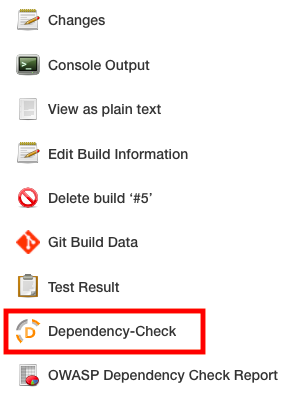 Changes
Console Output
View as plain text
Edit Build Information
Delete build ‘#5’
Git Build Data
Test Result
Dependency-Check
OWASP Dependency Check Report